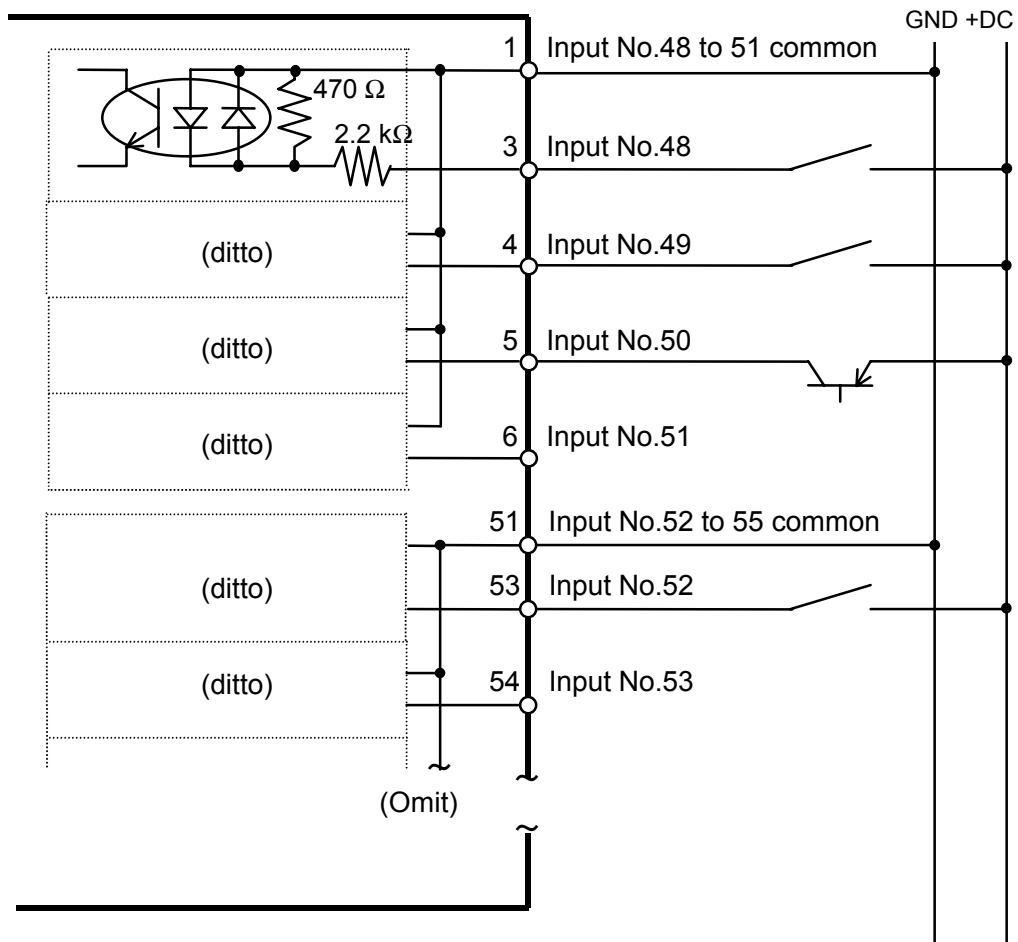 GND +DC
1 Input No.48 to 51 common
470 Ω
2.2 kΩ
3 Input No.48
(ditto)
4 Input No.49
(ditto)
5 Input No.50
(ditto)
6 Input No.51
51 Input No.52 to 55 common
(ditto)
53 Input No.52
(ditto)
54 Input No.53
(Omit)